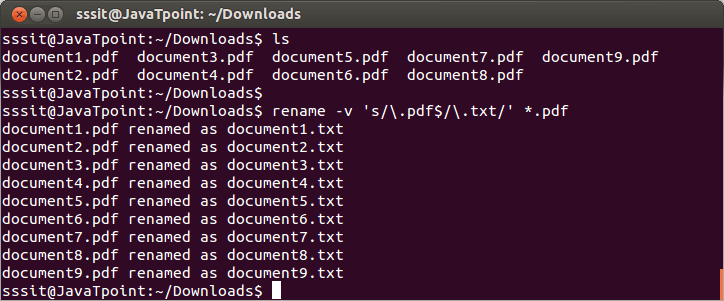 sssit@JavaTpoint: ~/Downloads
sssit@JavaTpoint:~/Downloads$ ls
document1.pdf  document3.pdf  document5.pdf  document7.pdf  document9.pdf
document2.pdf  document4.pdf  document6.pdf  document8.pdf
sssit@JavaTpoint:~/Downloads$
sssit@JavaTpoint:~/Downloads$ rename -v 's/\.pdf$/\.txt/' *.pdf
document1.pdf renamed as document1.txt
document2.pdf renamed as document2.txt
document3.pdf renamed as document3.txt
document4.pdf renamed as document4.txt
document5.pdf renamed as document5.txt
document6.pdf renamed as document6.txt
document7.pdf renamed as document7.txt
document8.pdf renamed as document8.txt
document9.pdf renamed as document9.txt
sssit@JavaTpoint:~/Downloads$